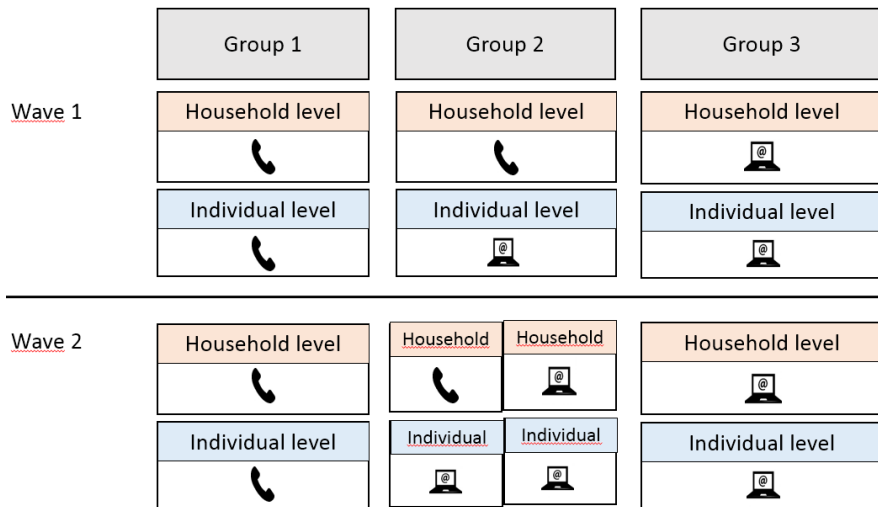 Group 1 Group 2 Group 3
Wave 1 Household level Household level Household level
@
Individual level Individual level Individual level
@ @
Wave 2 Household level Household Household Household level
@ @
Individual level Individual Individual Individual level
@ @ @